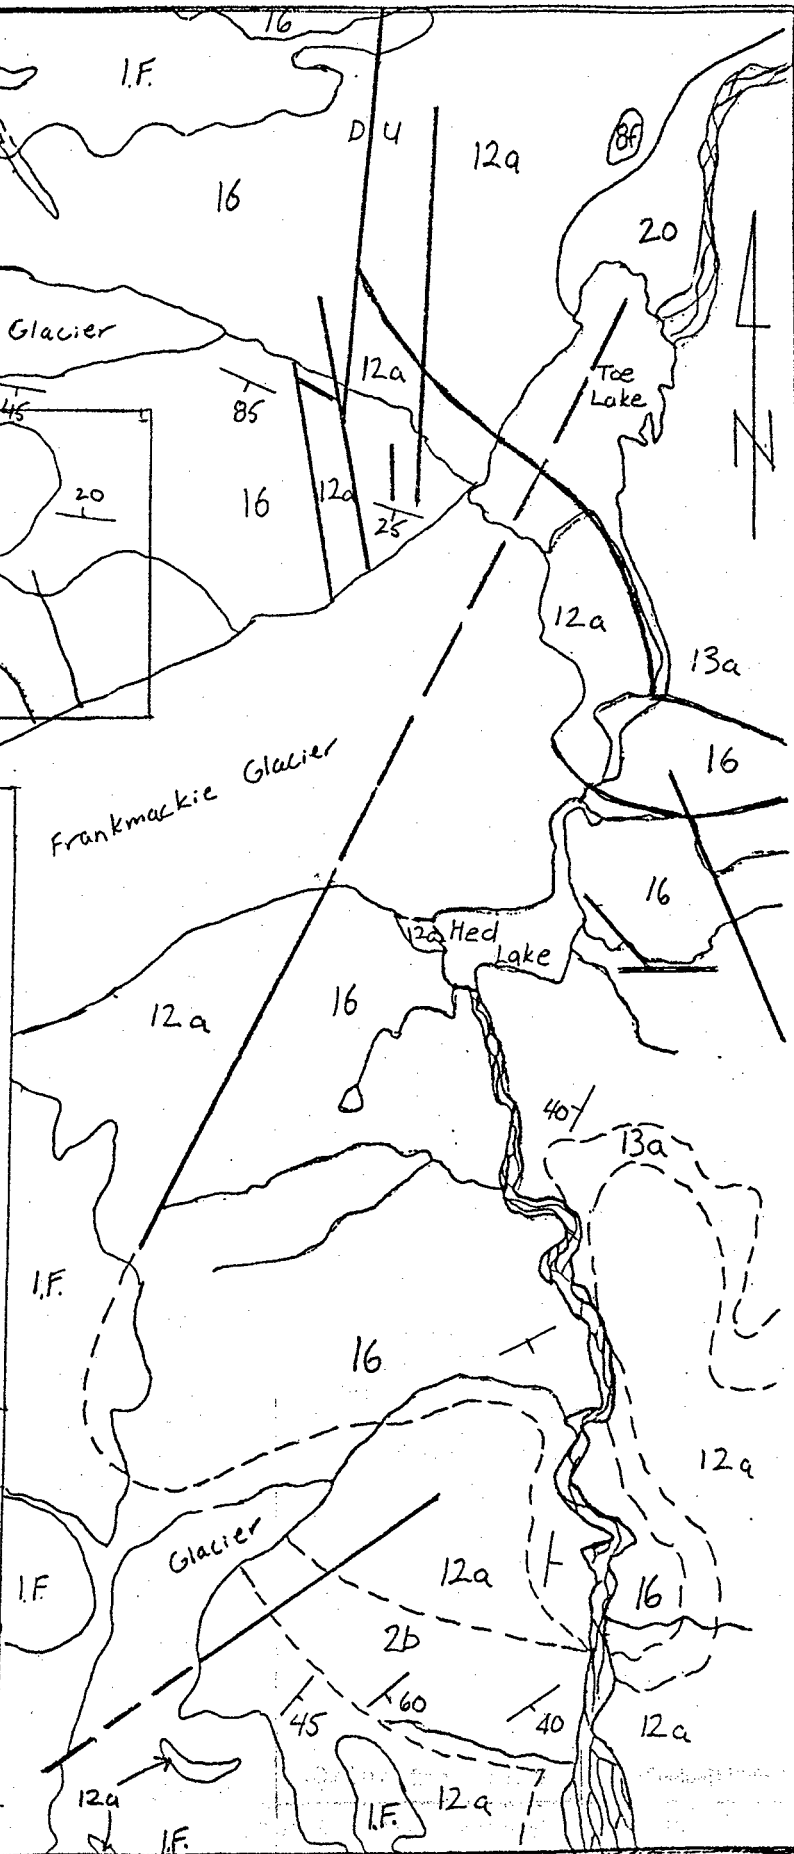 16
I.F.
D U
12a
8f
16
20
Glacier
12a
Toe
Lake
45
85
20
16
12a
25
N
12a
13a
16
Frankmackie Glacier
16
12a Hed
Lake
12a
16
40
13a
I.F.
16
12a
Glacier
12a
I.F.
16
2b
45
60
40
12a
12a
I.F.
12a
I.F.